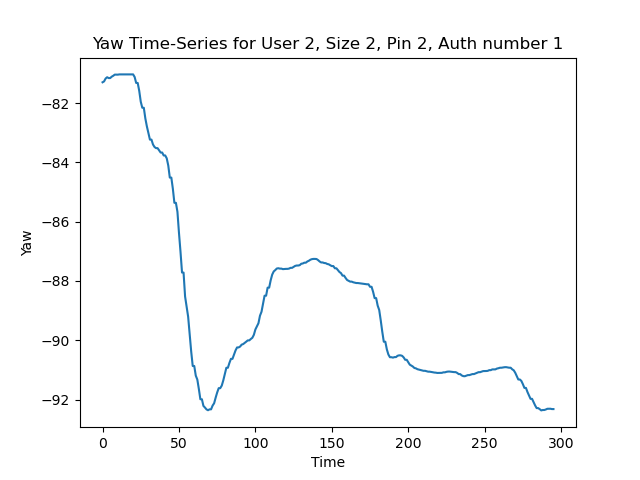 Yaw Time-Series for User 2, Size 2, Pin 2, Auth number 1
−82
−84
−86
−88
−90
−92
Yaw
0 50 100 150 200 250 300
Time